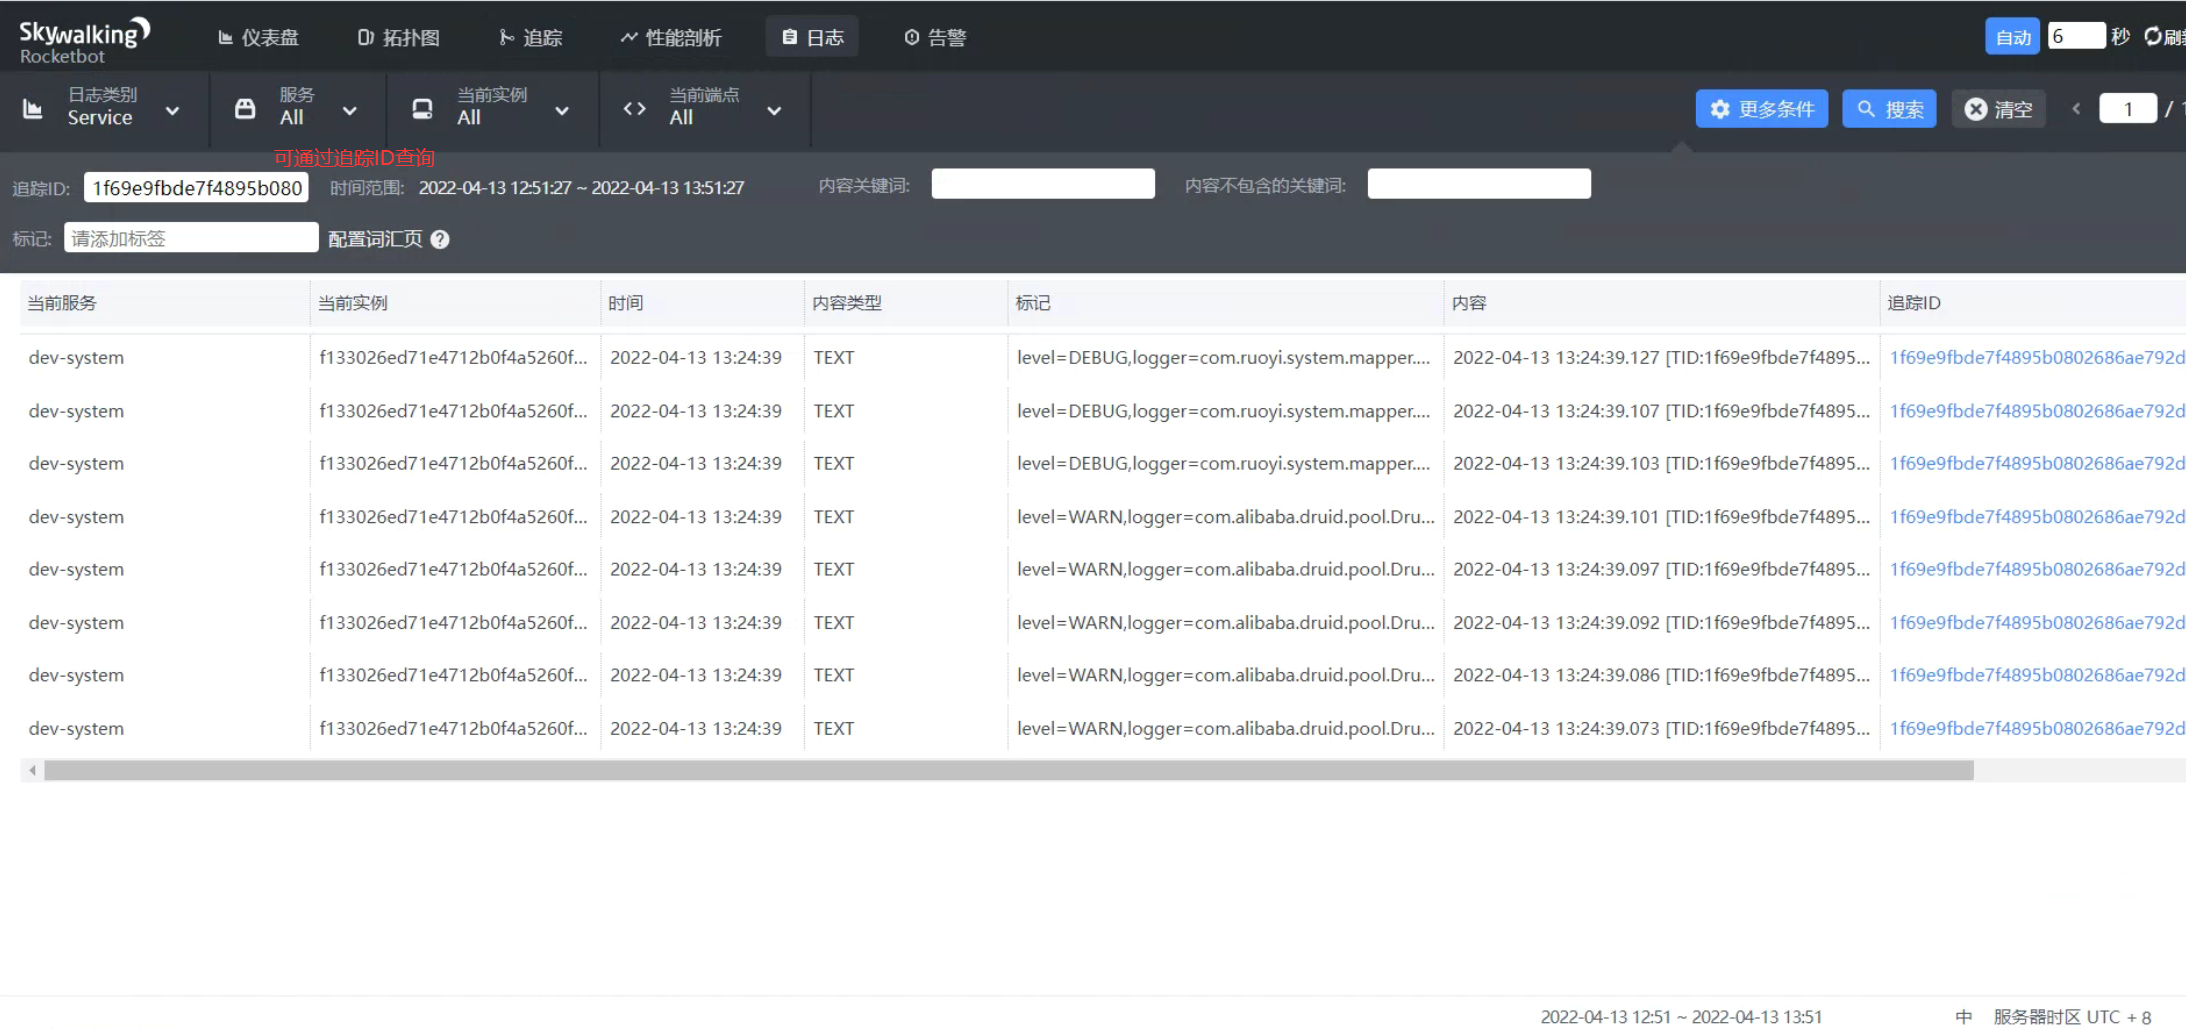 Skywalking
Rocketbot
仪表盘 拓扑图 追踪 性能剖析 日志 告警 自动 6 秒
日志类别 服务 当前实例 当前端点
Service All All All 更多条件 搜索 清空 1 /
可通过追踪ID查询
追踪ID: 1f69e9fbde7f4895b080 时间范围: 2022-04-13 12:51:27 ~ 2022-04-13 13:51:27 内容关键词: 内容不包含的关键词:
标记: 请添加标签 配置词汇页 ?
当前服务 当前实例 时间 内容类型 标记 内容 追踪ID
dev-system f133026ed71e4712b0f4a5260f... 2022-04-13 13:24:39 TEXT level=DEBUG,logger=com.ruoyi.system.mapper.... 2022-04-13 13:24:39.127 [TID:1f69e9fbde7f4895... 1f69e9fbde7f4895b0802686ae792d
dev-system f133026ed71e4712b0f4a5260f... 2022-04-13 13:24:39 TEXT level=DEBUG,logger=com.ruoyi.system.mapper.... 2022-04-13 13:24:39.107 [TID:1f69e9fbde7f4895... 1f69e9fbde7f4895b0802686ae792d
dev-system f133026ed71e4712b0f4a5260f... 2022-04-13 13:24:39 TEXT level=DEBUG,logger=com.ruoyi.system.mapper.... 2022-04-13 13:24:39.103 [TID:1f69e9fbde7f4895... 1f69e9fbde7f4895b0802686ae792d
dev-system f133026ed71e4712b0f4a5260f... 2022-04-13 13:24:39 TEXT level=WARN,logger=com.alibaba.druid.pool.Dru... 2022-04-13 13:24:39.101 [TID:1f69e9fbde7f4895... 1f69e9fbde7f4895b0802686ae792d
dev-system f133026ed71e4712b0f4a5260f... 2022-04-13 13:24:39 TEXT level=WARN,logger=com.alibaba.druid.pool.Dru... 2022-04-13 13:24:39.097 [TID:1f69e9fbde7f4895... 1f69e9fbde7f4895b0802686ae792d
dev-system f133026ed71e4712b0f4a5260f... 2022-04-13 13:24:39 TEXT level=WARN,logger=com.alibaba.druid.pool.Dru... 2022-04-13 13:24:39.092 [TID:1f69e9fbde7f4895... 1f69e9fbde7f4895b0802686ae792d
dev-system f133026ed71e4712b0f4a5260f... 2022-04-13 13:24:39 TEXT level=WARN,logger=com.alibaba.druid.pool.Dru... 2022-04-13 13:24:39.086 [TID:1f69e9fbde7f4895... 1f69e9fbde7f4895b0802686ae792d
dev-system f133026ed71e4712b0f4a5260f... 2022-04-13 13:24:39 TEXT level=WARN,logger=com.alibaba.druid.pool.Dru... 2022-04-13 13:24:39.073 [TID:1f69e9fbde7f4895... 1f69e9fbde7f4895b0802686ae792d
2022-04-13 12:51 ~ 2022-04-13 13:51 中 服务器时区 UTC + 8